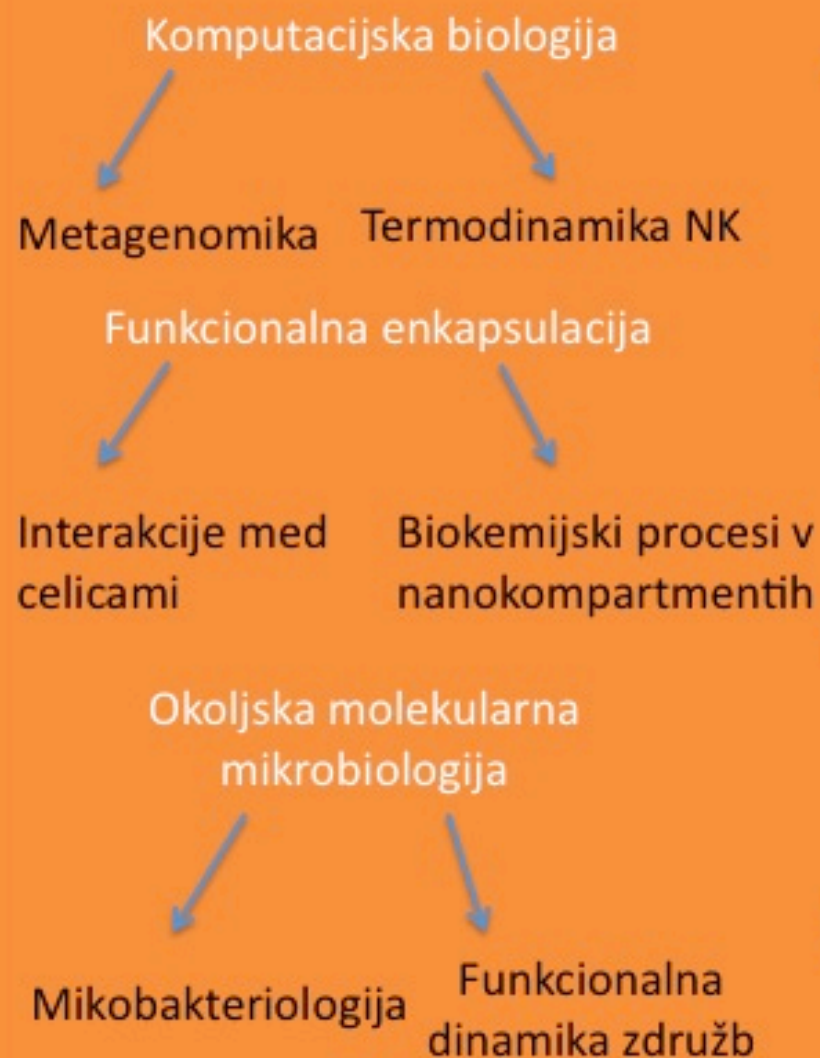 Komputacijska biologija
Metagenomika
Termodinamika NK
Funkcionalna enkapsulacija
Interakcije med
celicami
Biokemijski procesi v
nanokompartmentih
Okoljska molekularna
mikrobiologija
Mikobakteriologija
Funkcionalna
dinamika združb